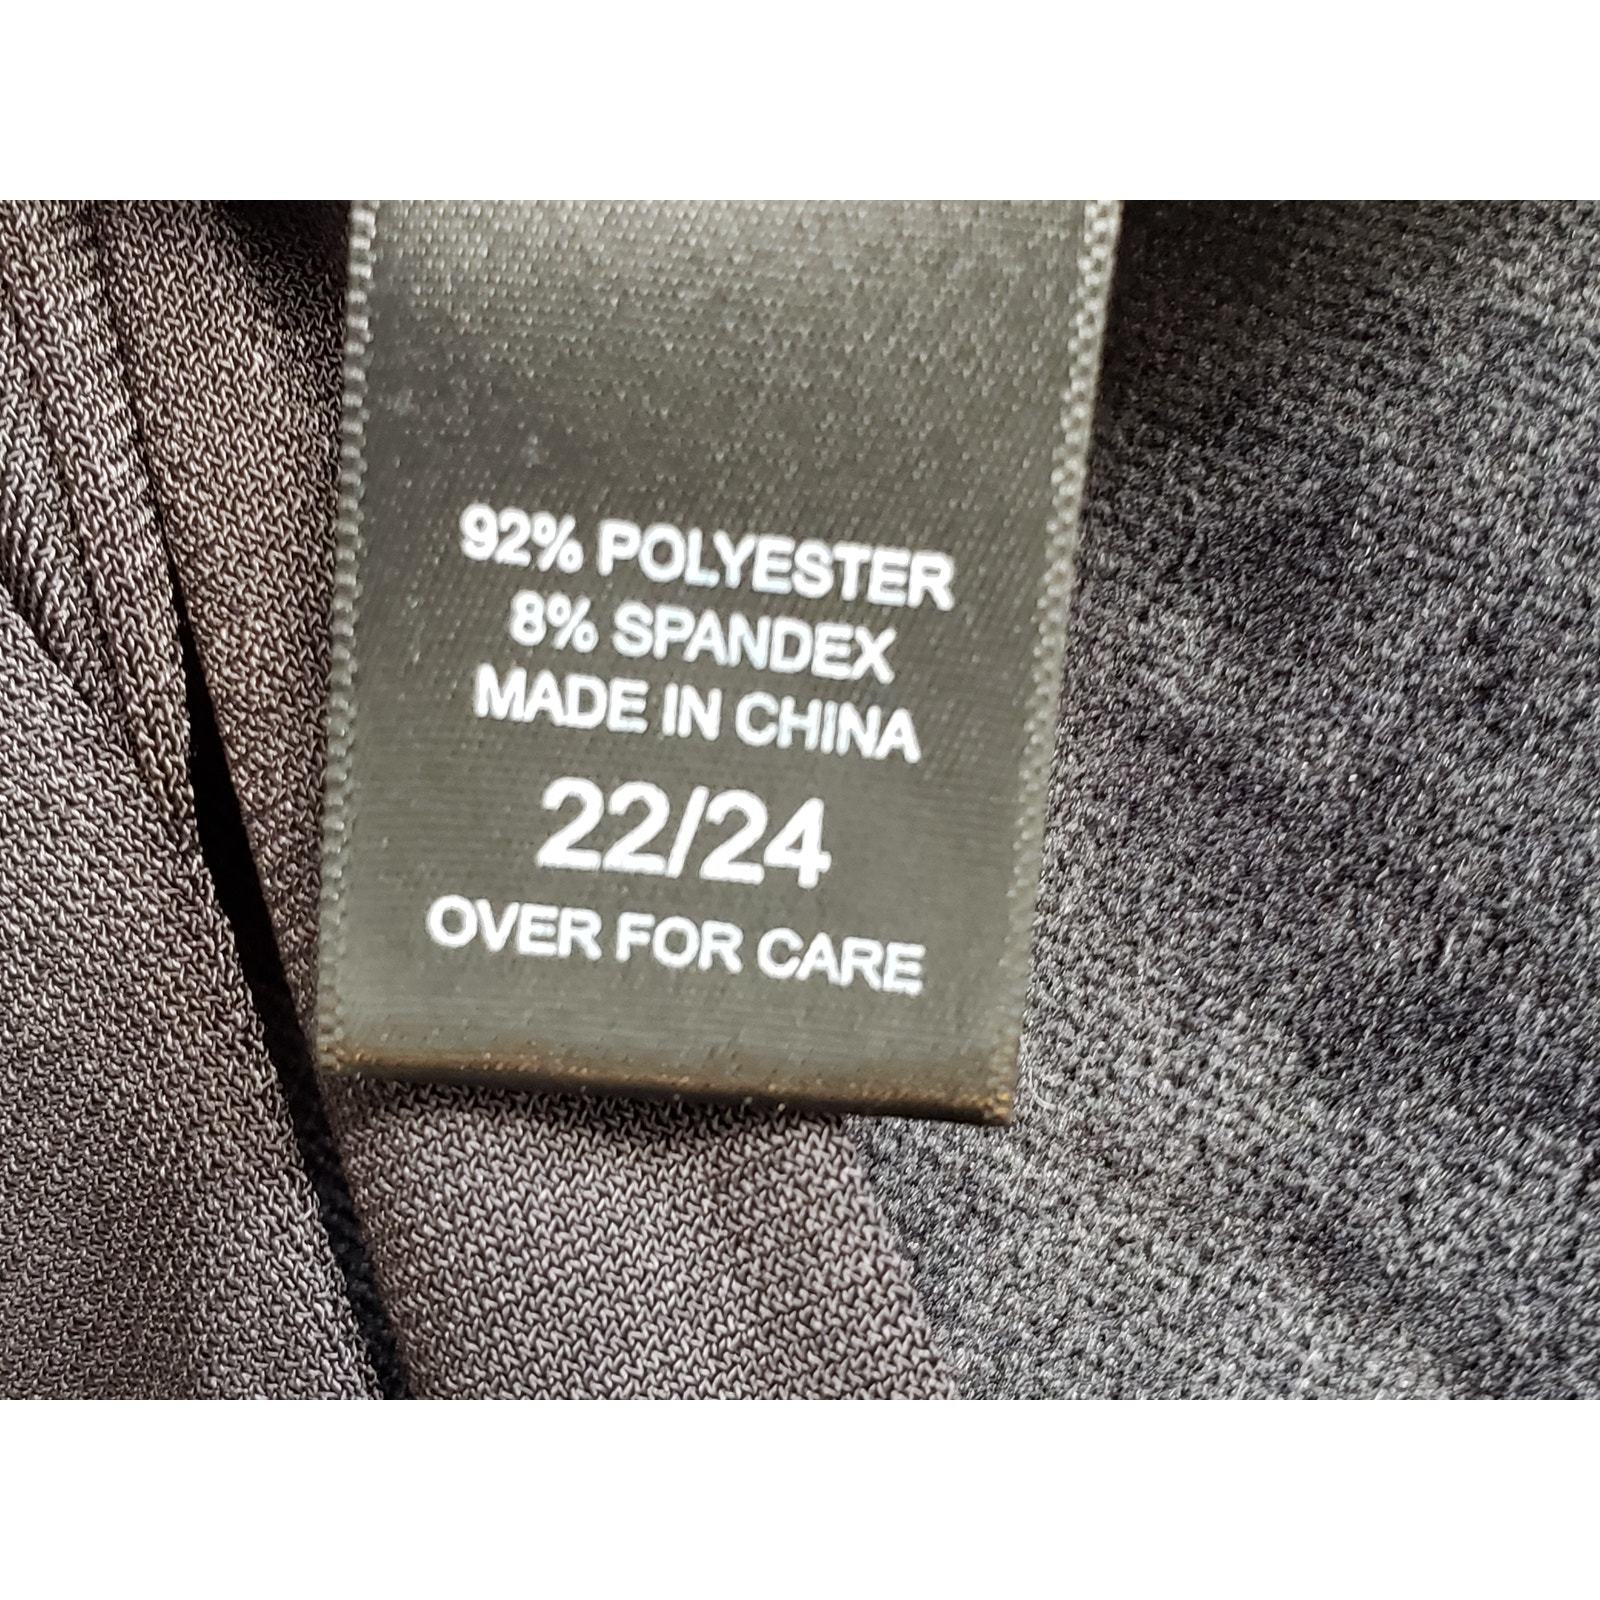 92% POLYESTER
8% SPANDEX
MADE IN CHINA
22/24
OVER FOR CARE